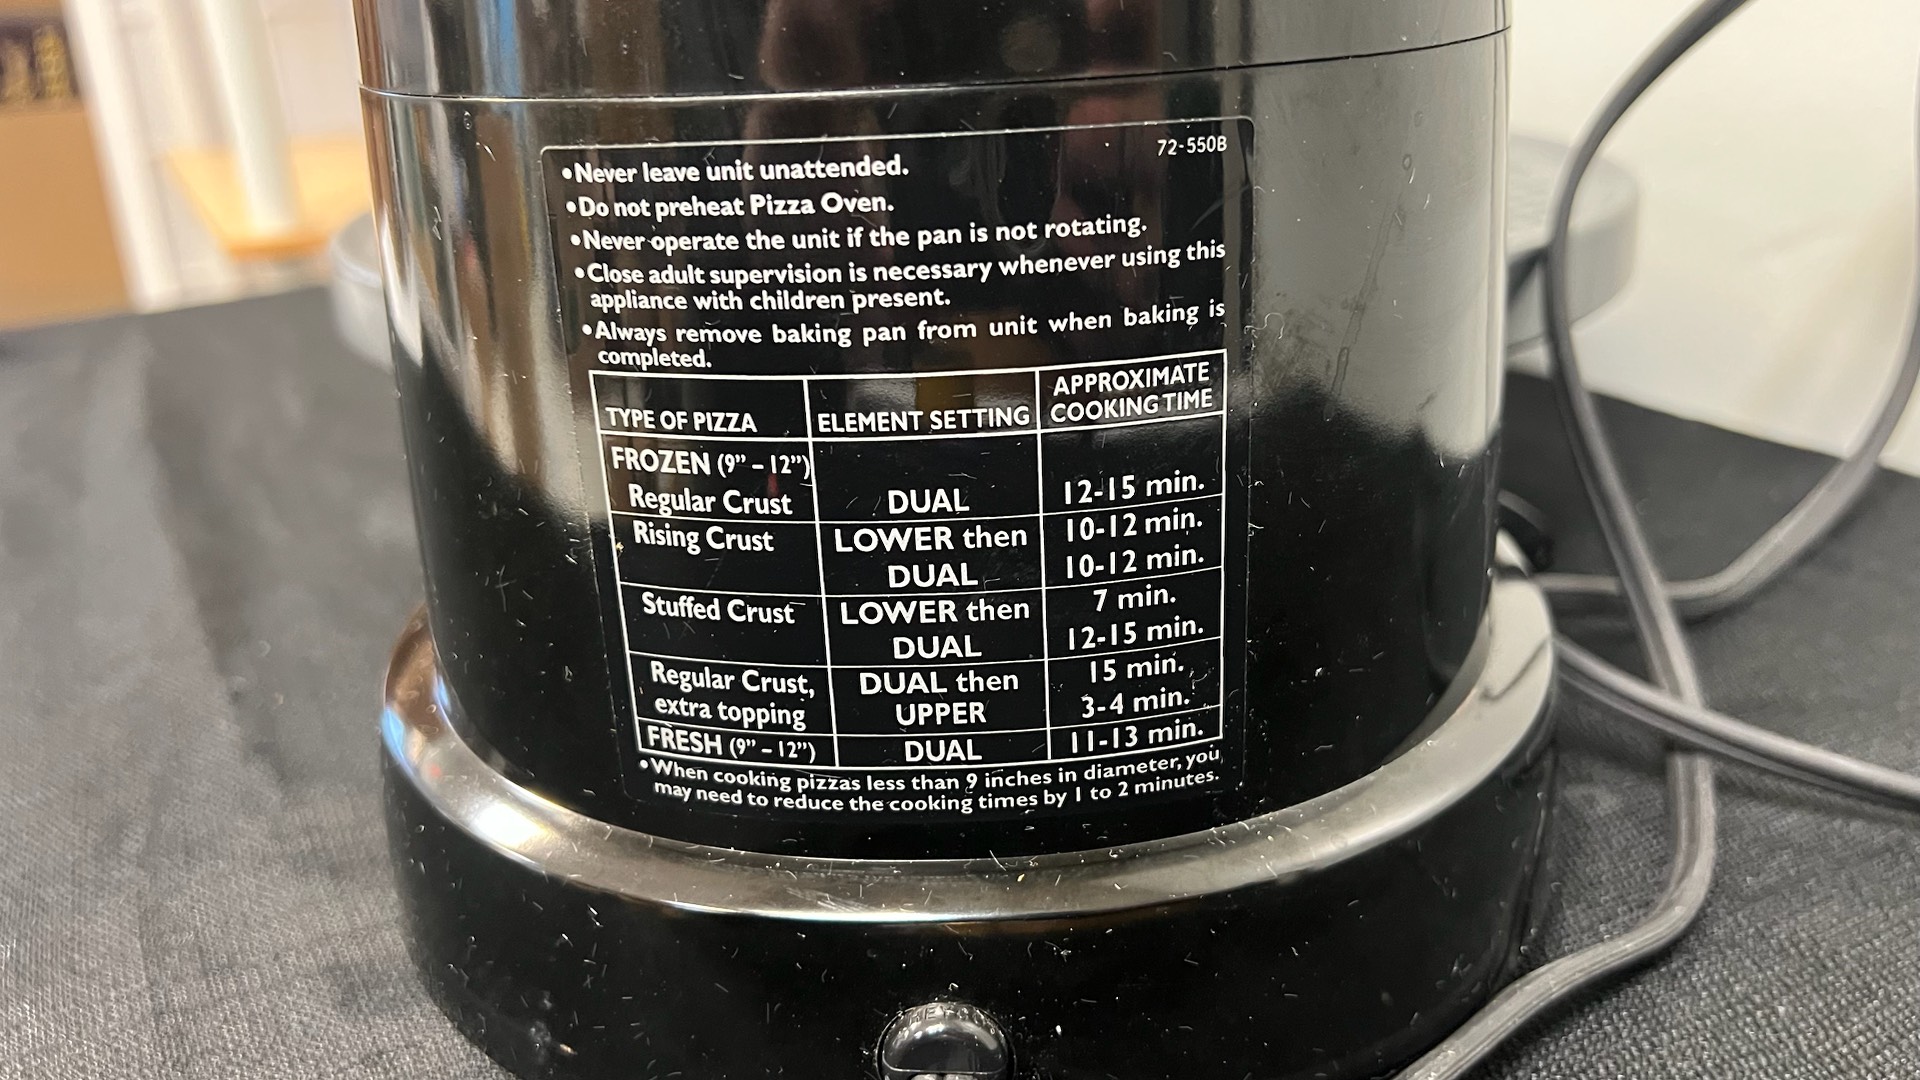 72-550B
•Never leave unit unattended.
•Do not preheat Pizza Oven.
•Never operate the unit if the pan is not rotating.
•Close adult supervision is necessary whenever using this
appliance with children present.
•Always remove baking pan from unit when baking is
completed.
TYPE OF PIZZA ELEMENT SETTING APPROXIMATE
COOKING TIME
FROZEN (9” – 12”)
Regular Crust DUAL 12-15 min.
Rising Crust LOWER then 10-12 min.
DUAL 10-12 min.
Stuffed Crust LOWER then 7 min.
DUAL 12-15 min.
Regular Crust, DUAL then 15 min.
extra topping UPPER 3-4 min.
FRESH (9” – 12”) DUAL 11-13 min.
•When cooking pizzas less than 9 inches in diameter, you
may need to reduce the cooking times by 1 to 2 minutes.